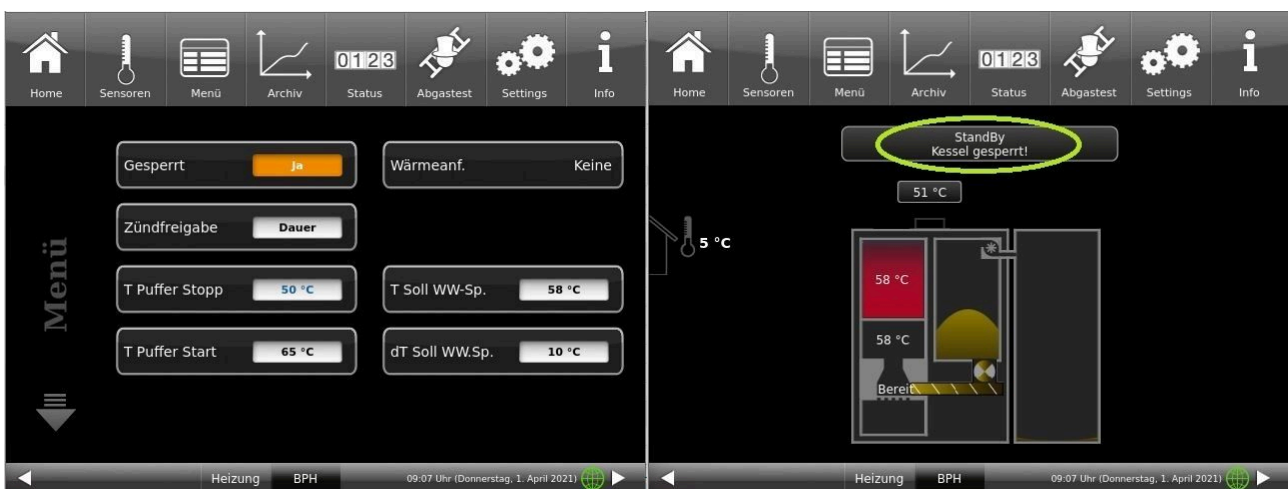 Home Sensoren Menü Archiv 0123 Status Abgastest Settings i Info
Gesperrt Ja Wärmeanf. Keine
Zündfreigabe Dauer
T Puffer Stopp 50 °C T Soll WW-Sp. 58 °C
T Puffer Start 65 °C dT Soll WW.Sp. 10 °C
Menü
Heizung BPH 09:07 Uhr (Donnerstag, 1. April 2021)
Home Sensoren Menü Archiv 0123 Status Abgastest Settings i Info
StandBy
Kessel gesperrt!
51 °C
5 °C
58 °C
58 °C
Bereit
Heizung BPH 09:07 Uhr (Donnerstag, 1. April 2021)